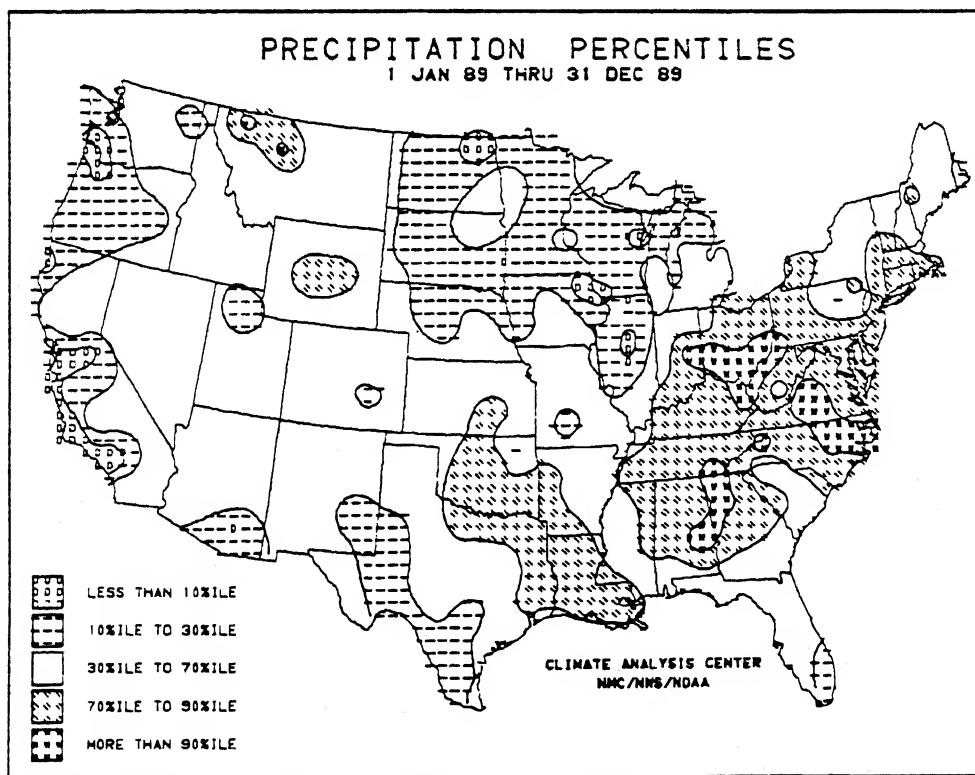 PRECIPITATION PERCENTILES
1 JAN 89 THRU 31 DEC 89
LESS THAN 10%ILE
10%ILE TO 30%ILE
30%ILE TO 70%ILE
70%ILE TO 90%ILE
MORE THAN 90%ILE
CLIMATE ANALYSIS CENTER
NMC/NWS/NOAA